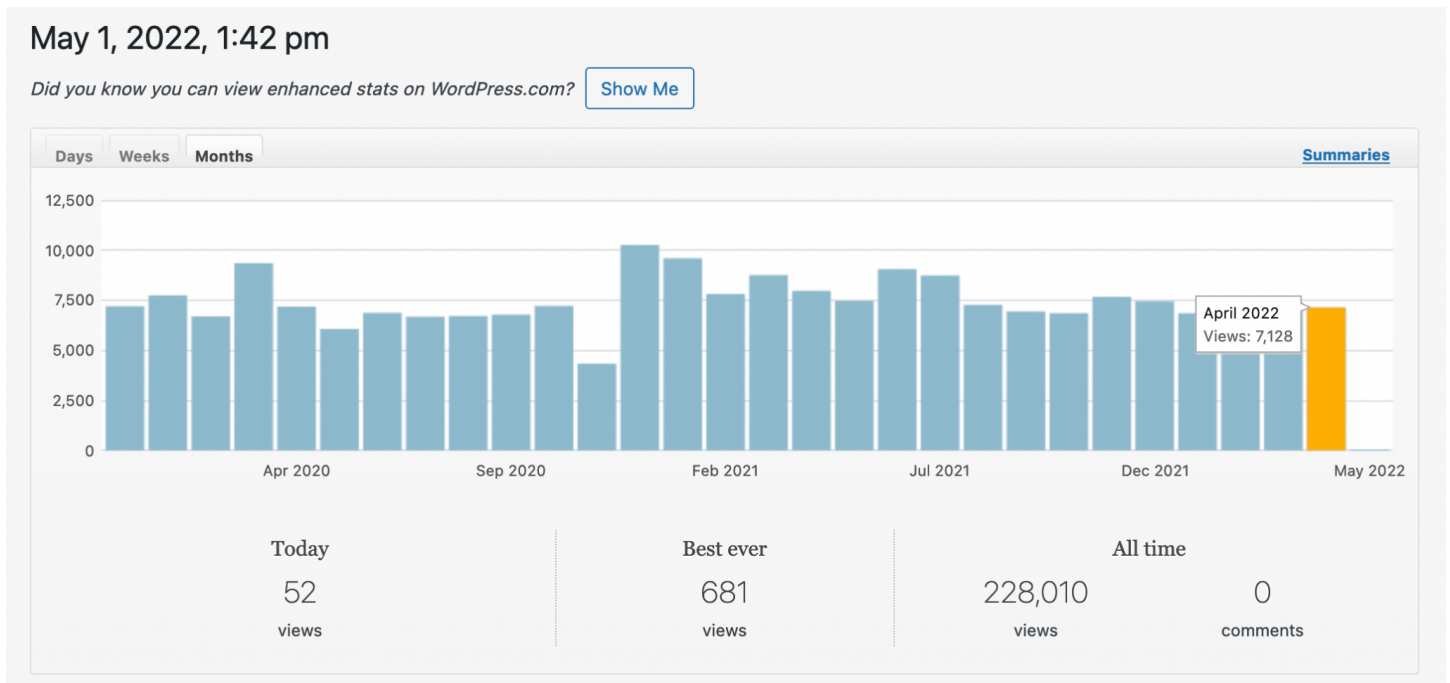 May 1, 2022, 1:42 pm
Did you know you can view enhanced stats on WordPress.com? Show Me
Days Weeks Months Summaries
12,500
10,000
7,500
April 2022
Views: 7,128
5,000
2,500
0
Apr 2020 Sep 2020 Feb 2021 Jul 2021 Dec 2021 May 2022
Today Best ever All time
52 681 228,010 0
views views views comments